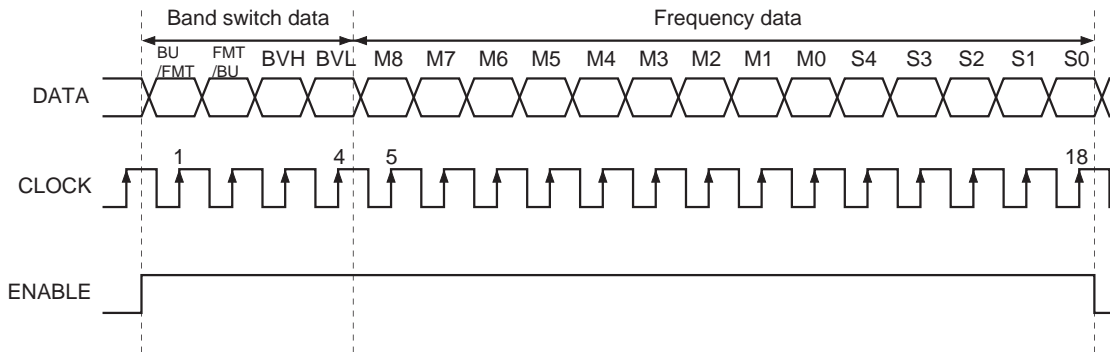 Band switch data Frequency data
BU /FMT FMT /BU BVH BVL M8 M7 M6 M5 M4 M3 M2 M1 M0 S4 S3 S2 S1 S0
DATA
1 4 5 18
CLOCK
ENABLE